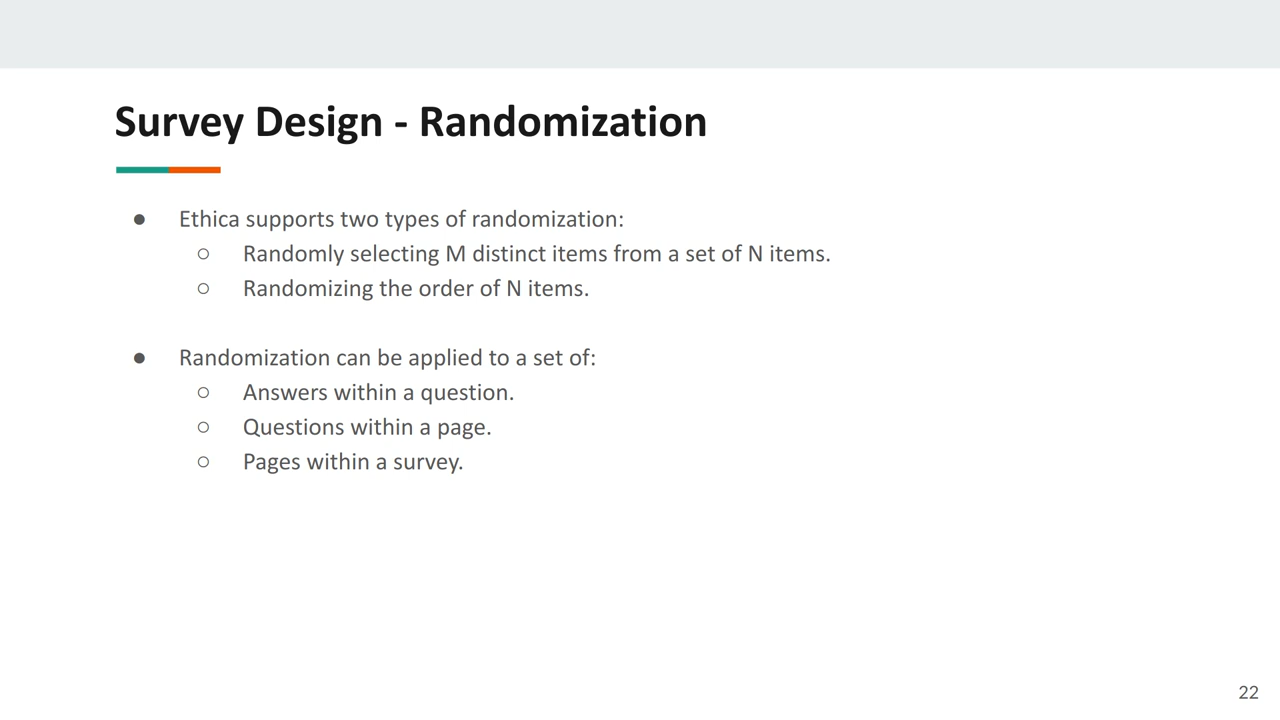 Survey Design - Randomization
● Ethica supports two types of randomization:
○ Randomly selecting M distinct items from a set of N items.
○ Randomizing the order of N items.
● Randomization can be applied to a set of:
○ Answers within a question.
○ Questions within a page.
○ Pages within a survey.
22